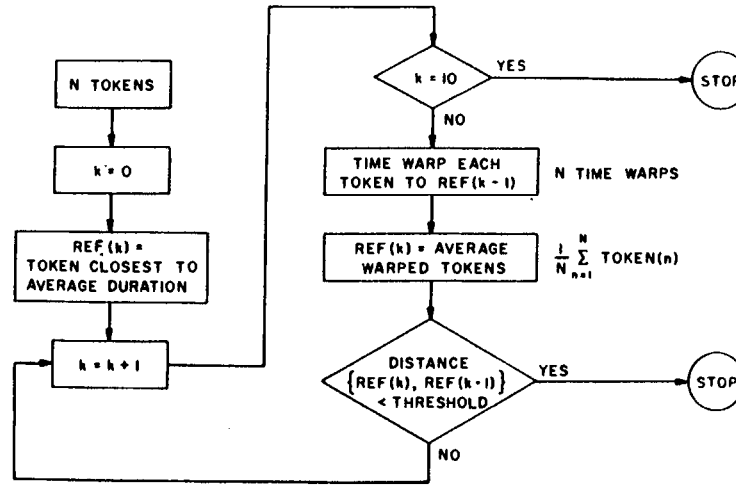 N TOKENS
k = 0
REF(k) =
TOKEN CLOSEST TO
AVERAGE DURATION
k = k + 1
k = 10
YES
STOP
NO
TIME WARP EACH
TOKEN TO REF(k - 1)
N TIME WARPS
REF(k) = AVERAGE
WARPED TOKENS
1/N N∑n=1 TOKEN(n)
DISTANCE
{REF(k), REF(k-1)}
< THRESHOLD
YES
STOP
NO